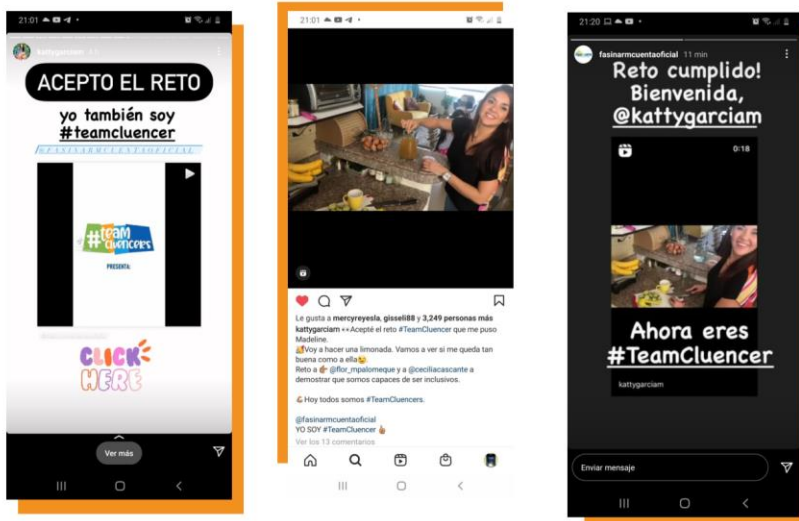 21:01
kattygarciam 4 h
ACEPTO EL RETO
yo también soy
#teamcluencer
@FASINARMCUENTAOFICIAL
#team
cluencers
PRESENTA:
CLICK
HERE
Ver más
21:01
Le gusta a mercyreyesla, gisseli88 y 3,249 personas más
kattygarciam 👀Acepté el reto #TeamCluencer que me puso
Madeline.
Voy a hacer una limonada. Vamos a ver si me queda tan
buena como a ella😉.
Reto a @flor_mpalomeque y a @ceciliacascante a
demostrar que somos capaces de ser inclusivos.
💪Hoy todos somos #TeamCluencers.
@fasinarmcuentaoficial
YO SOY #TeamCluencer
Ver los 13 comentarios
21:20
fasinarmcuentaoficial 11 min
Reto cumplido!
Bienvenida,
@kattygarciam
0:18
Ahora eres
#TeamCluencer
kattygarciam
Enviar mensaje